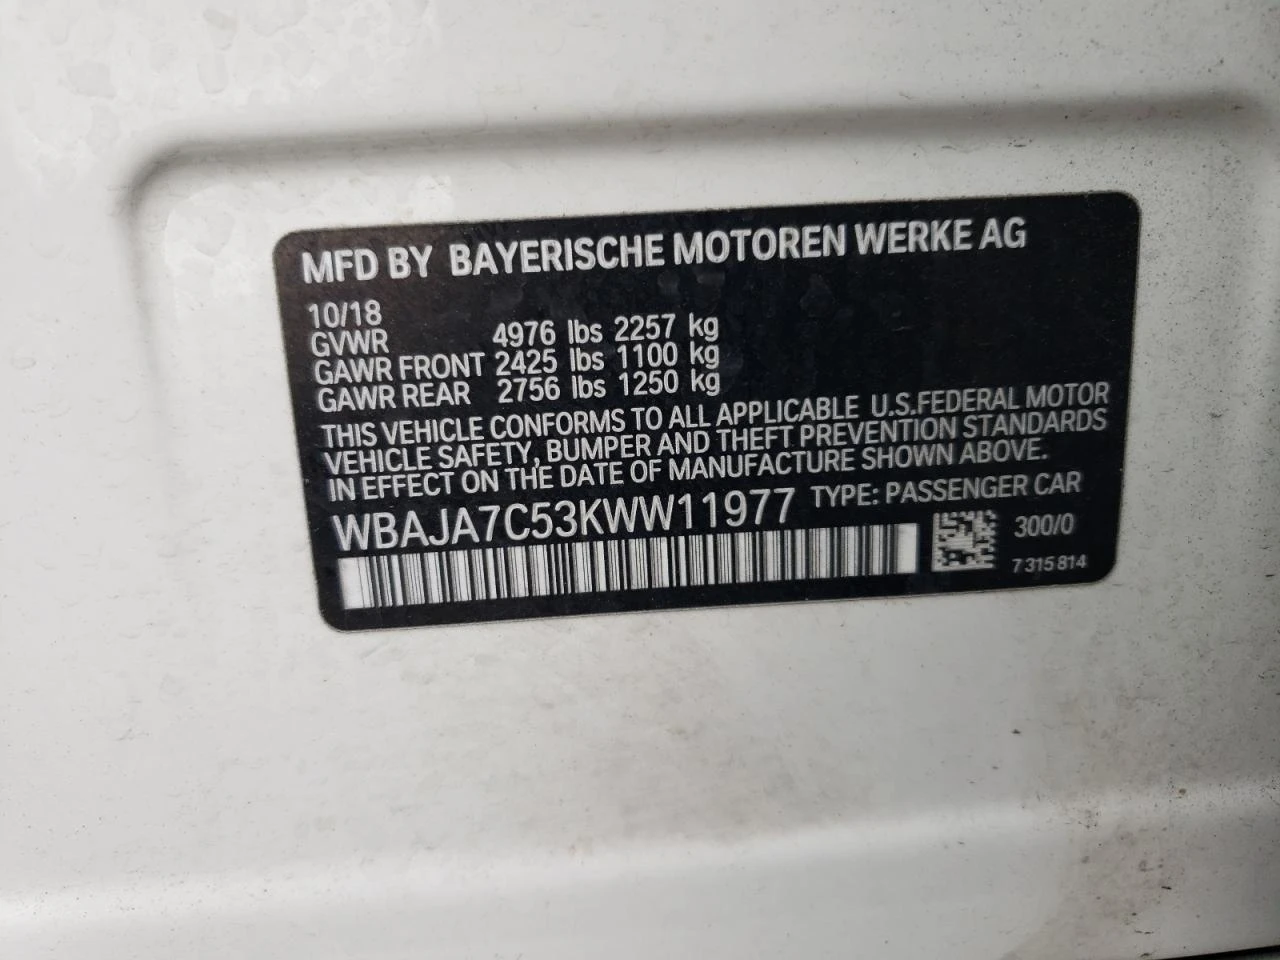 MFD BY BAYERISCHE MOTOREN WERKE AG
10/18
GVWR 4976 lbs 2257 kg
GAWR FRONT 2425 lbs 1100 kg
GAWR REAR 2756 lbs 1250 kg
THIS VEHICLE CONFORMS TO ALL APPLICABLE U.S.FEDERAL MOTOR
VEHICLE SAFETY, BUMPER AND THEFT PREVENTION STANDARDS
IN EFFECT ON THE DATE OF MANUFACTURE SHOWN ABOVE.
WBAJA7C53KWW11977 TYPE: PASSENGER CAR
300/0
7 315 814